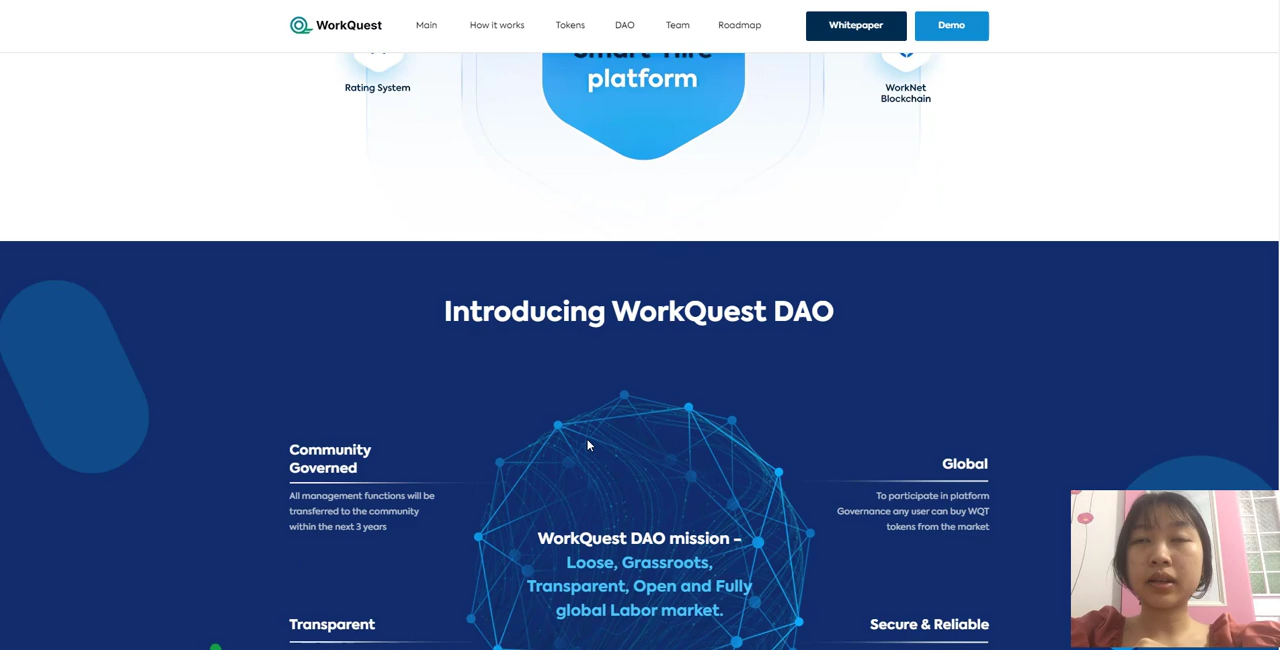 WorkQuest
Main
How it works
Tokens
DAO
Team
Roadmap
Whitepaper
Demo
Smart-Hire
platform
Rating System
WorkNet
Blockchain
Introducing WorkQuest DAO
Community
Governed
All management functions will be
transferred to the community
within the next 3 years
Global
To participate in platform
Governance any user can buy WQT
tokens from the market
WorkQuest DAO mission -
Loose, Grassroots,
Transparent, Open and Fully
global Labor market.
Transparent
Secure & Reliable